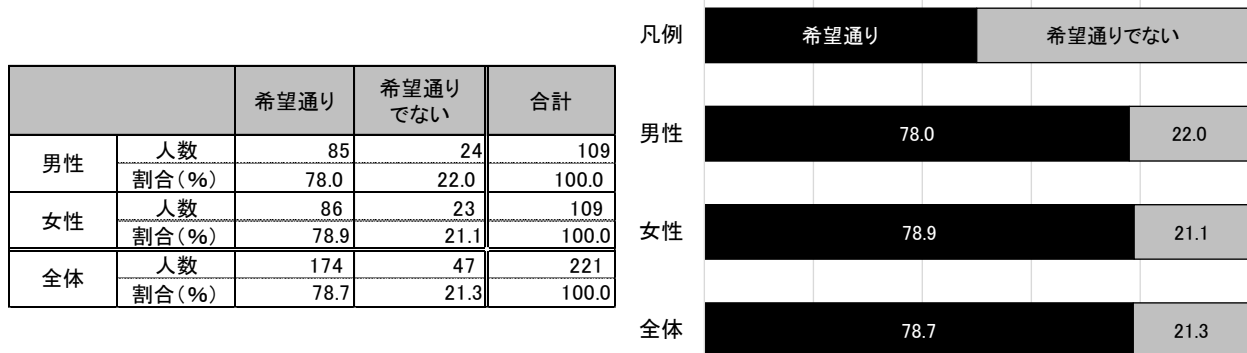 希望通り 希望通り でない 合計
男性 人数 85 24 109
割合(%) 78.0 22.0 100.0
女性 人数 86 23 109
割合(%) 78.9 21.1 100.0
全体 人数 174 47 221
割合(%) 78.7 21.3 100.0
凡例 希望通り 希望通りでない
男性 78.0 22.0
女性 78.9 21.1
全体 78.7 21.3